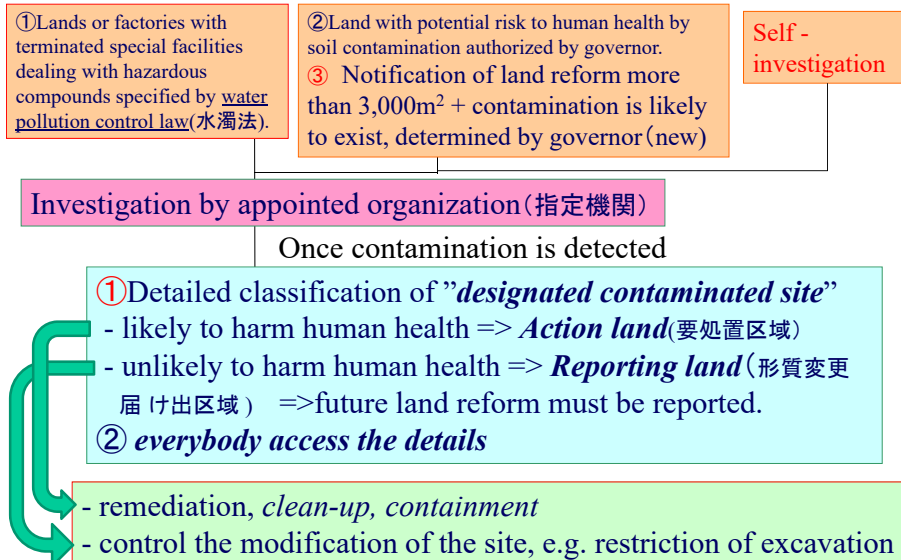 ①Lands or factories with
terminated special facilities
dealing with hazardous
compounds specified by water
pollution control law(水濁法).
②Land with potential risk to human health by
soil contamination authorized by governor.
③ Notification of land reform more
than 3,000m² + contamination is likely
to exist, determined by governor(new)
Self -
investigation
Investigation by appointed organization(指定機関)
Once contamination is detected
①Detailed classification of ”designated contaminated site”
- likely to harm human health => Action land(要処置区域)
- unlikely to harm human health => Reporting land(形質変更
届 け出区域) =>future land reform must be reported.
② everybody access the details
- remediation, clean-up, containment
- control the modification of the site, e.g. restriction of excavation